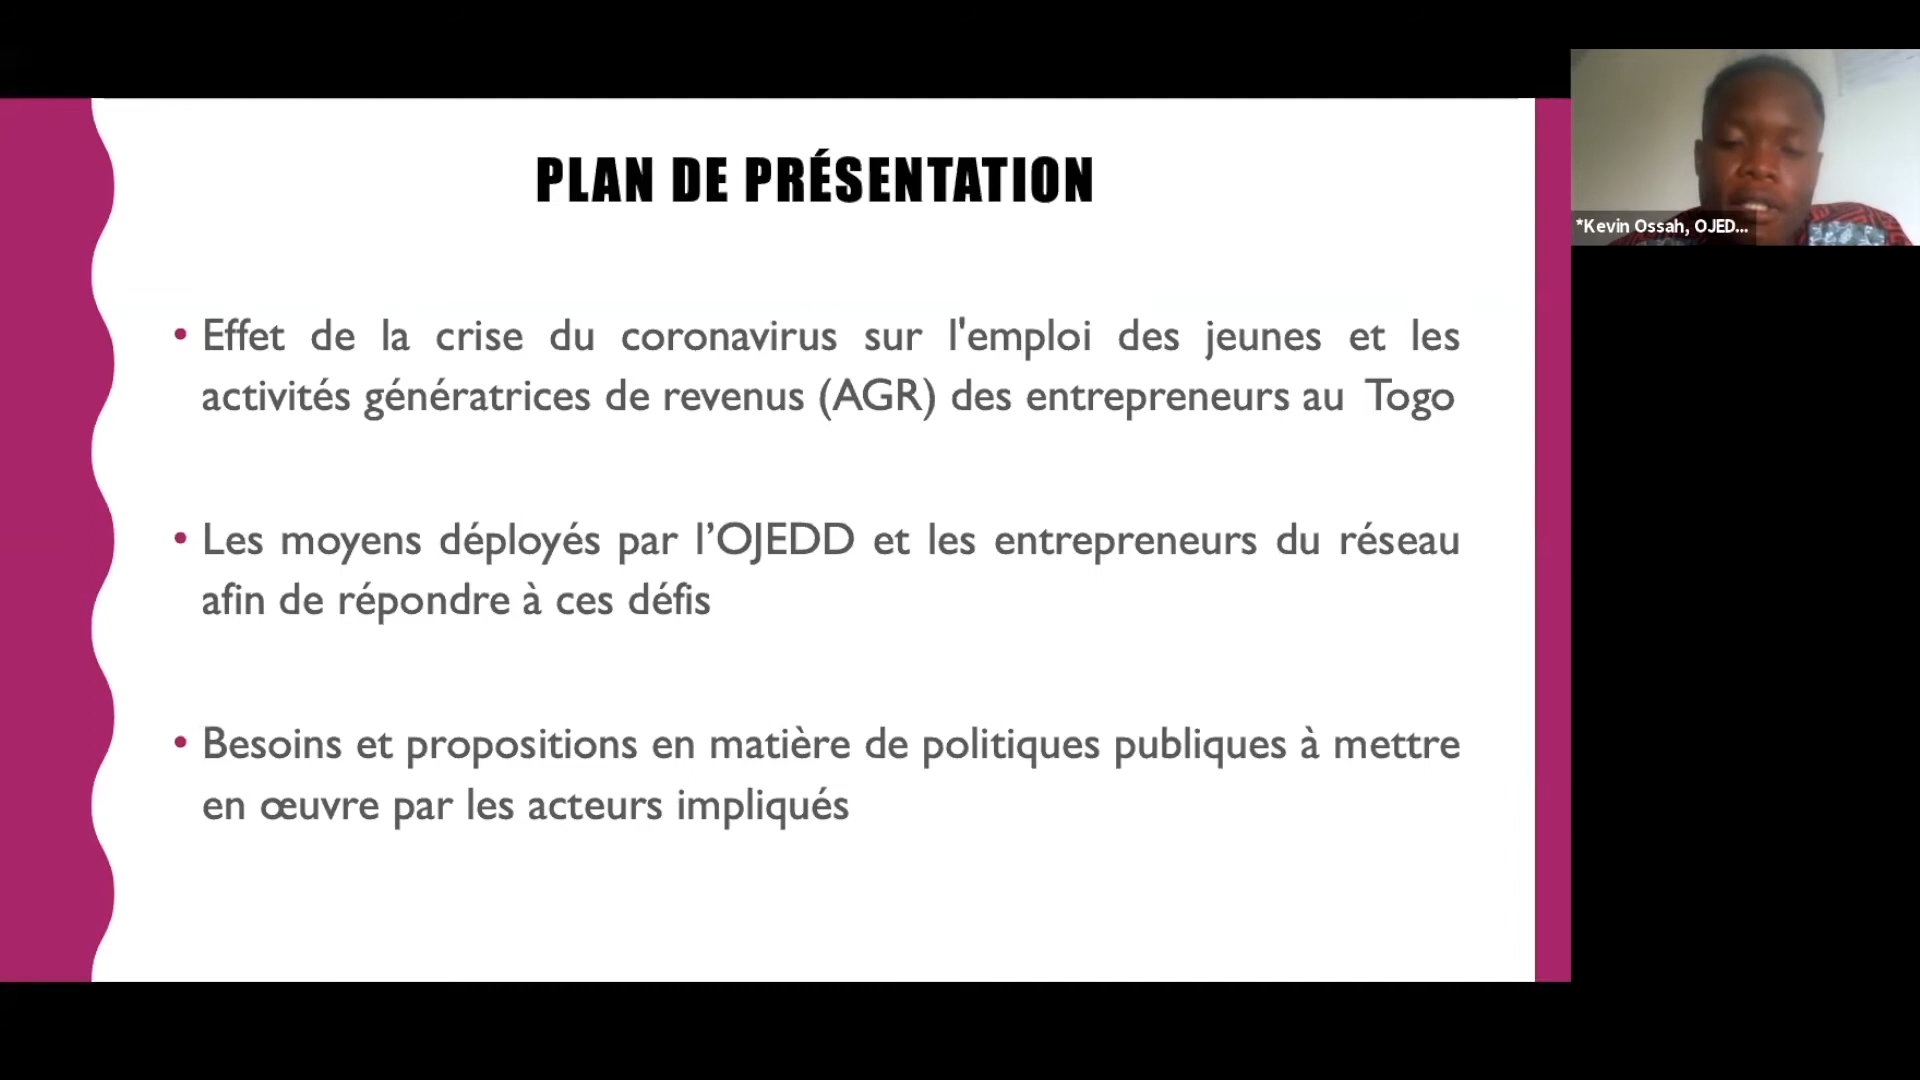 PLAN DE PRÉSENTATION
*Kevin Ossah, OJED...
• Effet de la crise du coronavirus sur l'emploi des jeunes et les
activités génératrices de revenus (AGR) des entrepreneurs au Togo
• Les moyens déployés par l’OJEDD et les entrepreneurs du réseau
afin de répondre à ces défis
• Besoins et propositions en matière de politiques publiques à mettre
en œuvre par les acteurs impliqués